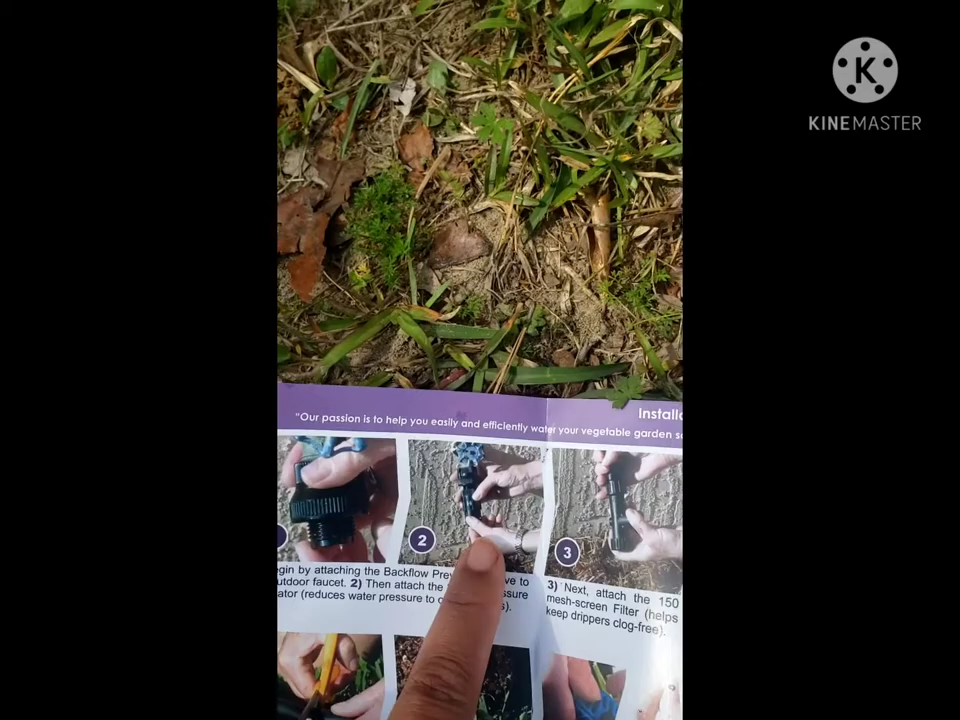 K
KINEMASTER
Install
"Our passion is to help you easily and efficiently water your vegetable garden
2
3
gin by attaching the Backflow to
utdoor faucet. 2) Then attach the
ator (reduces water pressure to
3) Next, attach the 150
mesh-screen Filter (helps
keep drippers clog-free).